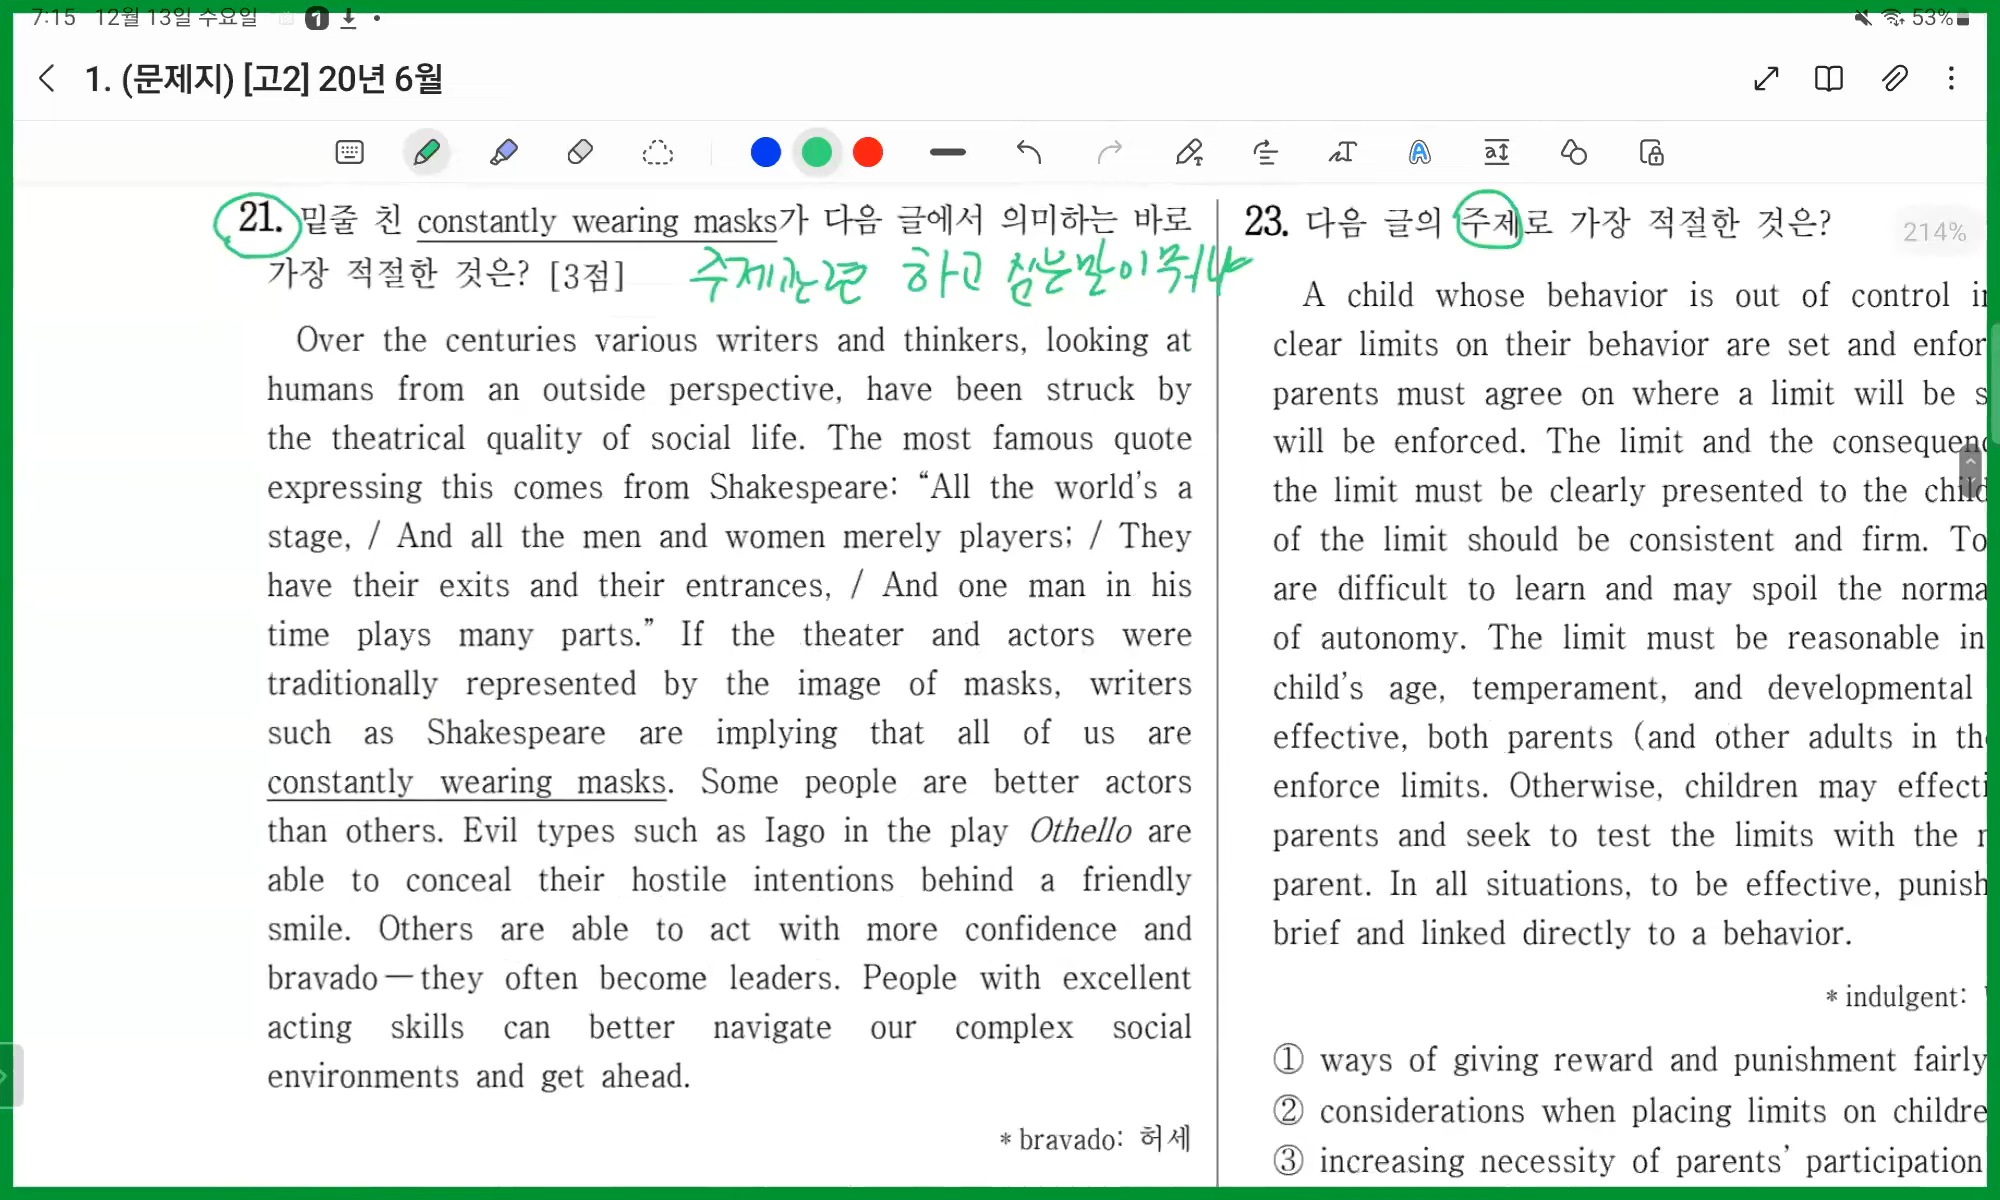 7:15 12월 13일 수요일
53%
1. (문제지) [고2] 20년 6월
214%
21. 밑줄 친 constantly wearing masks가 다음 글에서 의미하는 바로
가장 적절한 것은? [3점]
주제관련 하고 싶은말이 뭐냐
Over the centuries various writers and thinkers, looking at
humans from an outside perspective, have been struck by
the theatrical quality of social life. The most famous quote
expressing this comes from Shakespeare: “All the world’s a
stage, / And all the men and women merely players; / They
have their exits and their entrances, / And one man in his
time plays many parts.” If the theater and actors were
traditionally represented by the image of masks, writers
such as Shakespeare are implying that all of us are
constantly wearing masks. Some people are better actors
than others. Evil types such as Iago in the play Othello are
able to conceal their hostile intentions behind a friendly
smile. Others are able to act with more confidence and
bravado—they often become leaders. People with excellent
acting skills can better navigate our complex social
environments and get ahead.
* bravado: 허세
23. 다음 글의 주제로 가장 적절한 것은?
A child whose behavior is out of control
clear limits on their behavior are set and enfor
parents must agree on where a limit will be s
will be enforced. The limit and the consequenc
the limit must be clearly presented to the child
of the limit should be consistent and firm. To
are difficult to learn and may spoil the norma
of autonomy. The limit must be reasonable in
child’s age, temperament, and developmental
effective, both parents (and other adults in th
enforce limits. Otherwise, children may effecti
parents and seek to test the limits with the
parent. In all situations, to be effective, punish
brief and linked directly to a behavior.
* indulgent:
① ways of giving reward and punishment fairly
② considerations when placing limits on childre
③ increasing necessity of parents’ participation